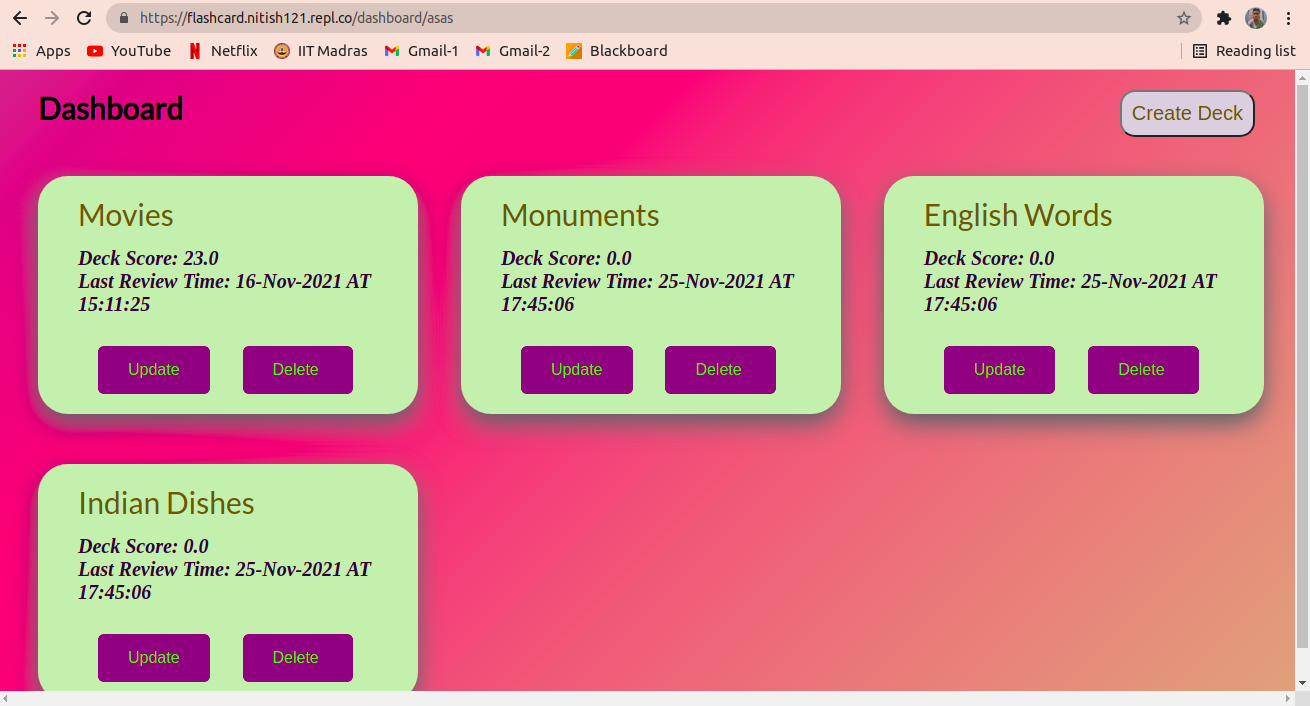 https://flashcard.nitish121.repl.co/dashboard/asas
Apps YouTube Netflix IIT Madras Gmail-1 Gmail-2 Blackboard Reading list
Dashboard
Create Deck
Movies
Deck Score: 23.0
Last Review Time: 16-Nov-2021 AT
15:11:25
Update Delete
Monuments
Deck Score: 0.0
Last Review Time: 25-Nov-2021 AT
17:45:06
Update Delete
English Words
Deck Score: 0.0
Last Review Time: 25-Nov-2021 AT
17:45:06
Update Delete
Indian Dishes
Deck Score: 0.0
Last Review Time: 25-Nov-2021 AT
17:45:06
Update Delete